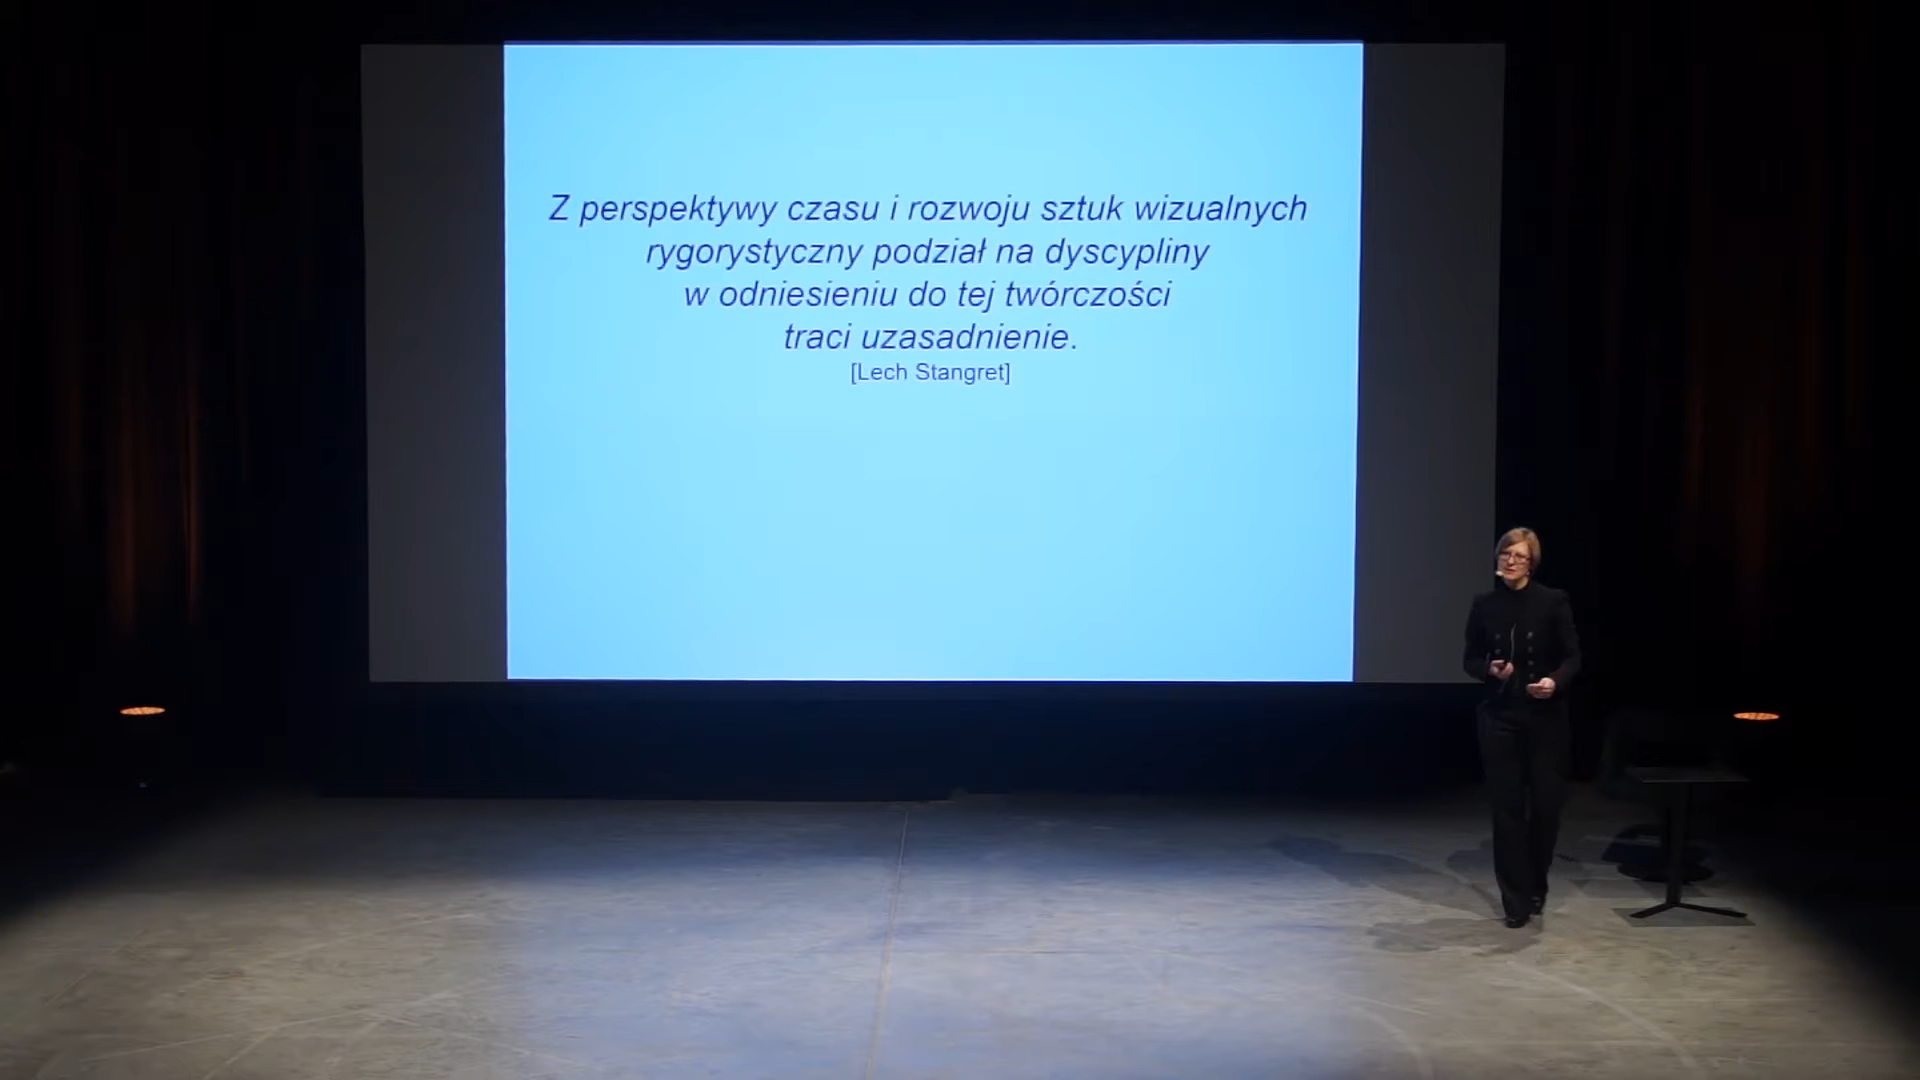 Z perspektywy czasu i rozwoju sztuk wizualnych
rygorystyczny podział na dyscypliny
w odniesieniu do tej twórczości
traci uzasadnienie.
[Lech Stangret]